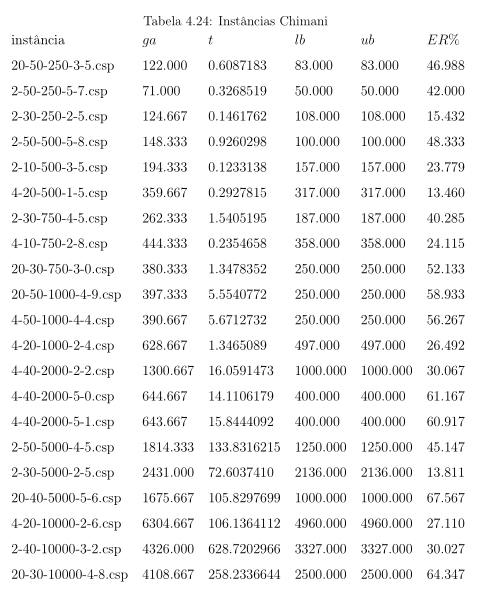 Tabela 4.24: Instâncias Chimani
instância ga t lb ub ER%
20-50-250-3-5.csp 122.000 0.6087183 83.000 83.000 46.988
2-50-250-5-7.csp 71.000 0.3268519 50.000 50.000 42.000
2-30-250-2-5.csp 124.667 0.1461762 108.000 108.000 15.432
2-50-500-5-8.csp 148.333 0.9260298 100.000 100.000 48.333
2-10-500-3-5.csp 194.333 0.1233138 157.000 157.000 23.779
4-20-500-1-5.csp 359.667 0.2927815 317.000 317.000 13.460
2-30-750-4-5.csp 262.333 1.5405195 187.000 187.000 40.285
4-10-750-2-8.csp 444.333 0.2354658 358.000 358.000 24.115
20-30-750-3-0.csp 380.333 1.3478352 250.000 250.000 52.133
20-50-1000-4-9.csp 397.333 5.5540772 250.000 250.000 58.933
4-50-1000-4-4.csp 390.667 5.6712732 250.000 250.000 56.267
4-20-1000-2-4.csp 628.667 1.3465089 497.000 497.000 26.492
4-40-2000-2-2.csp 1300.667 16.0591473 1000.000 1000.000 30.067
4-40-2000-5-0.csp 644.667 14.1106179 400.000 400.000 61.167
4-40-2000-5-1.csp 643.667 15.8444092 400.000 400.000 60.917
2-50-5000-4-5.csp 1814.333 133.8316215 1250.000 1250.000 45.147
2-30-5000-2-5.csp 2431.000 72.6037410 2136.000 2136.000 13.811
20-40-5000-5-6.csp 1675.667 105.8297699 1000.000 1000.000 67.567
4-20-10000-2-6.csp 6304.667 106.1364112 4960.000 4960.000 27.110
2-40-10000-3-2.csp 4326.000 628.7202966 3327.000 3327.000 30.027
20-30-10000-4-8.csp 4108.667 258.2336644 2500.000 2500.000 64.347